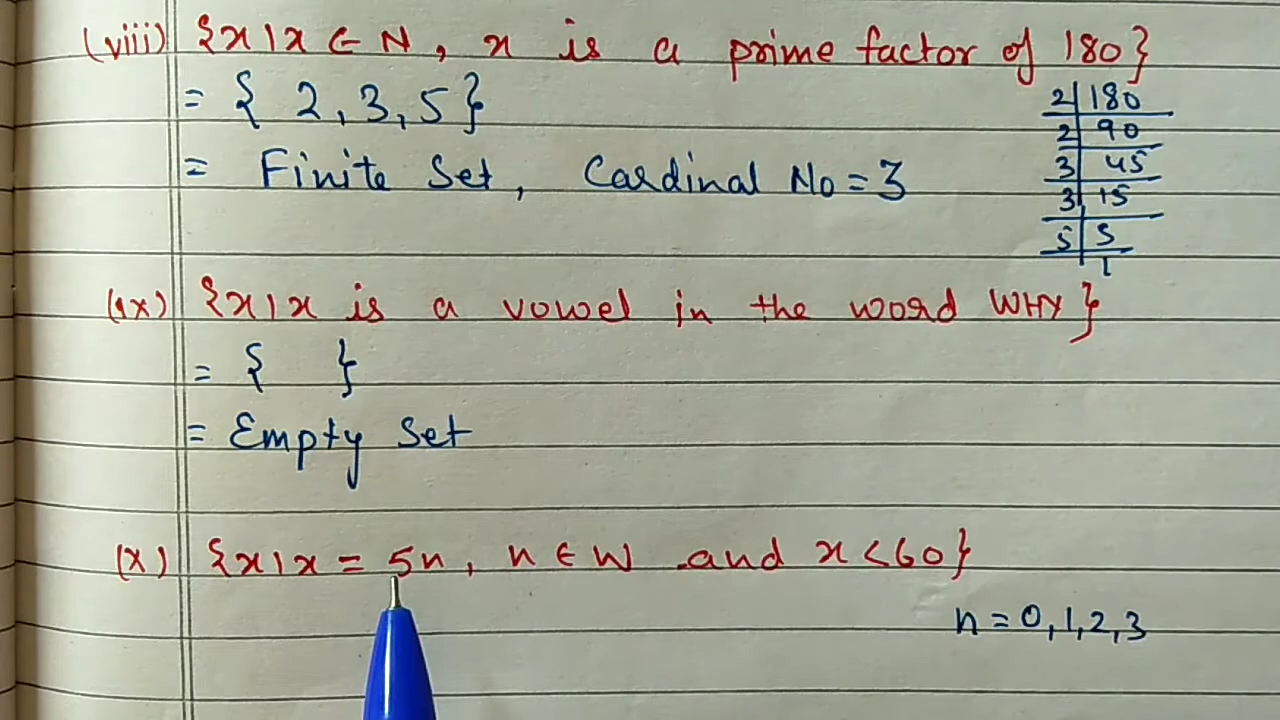 (viii) {x | x ∈ N, x is a prime factor of 180}
= { 2, 3, 5 }
= Finite Set, Cardinal No = 3
2 | 180
2 | 90
3 | 45
3 | 15
5 | 5
| 1
(ix) {x | x is a vowel in the word WHY}
= { }
= Empty Set
(x) {x | x = 5n, n ∈ W and x < 60}
n = 0, 1, 2, 3